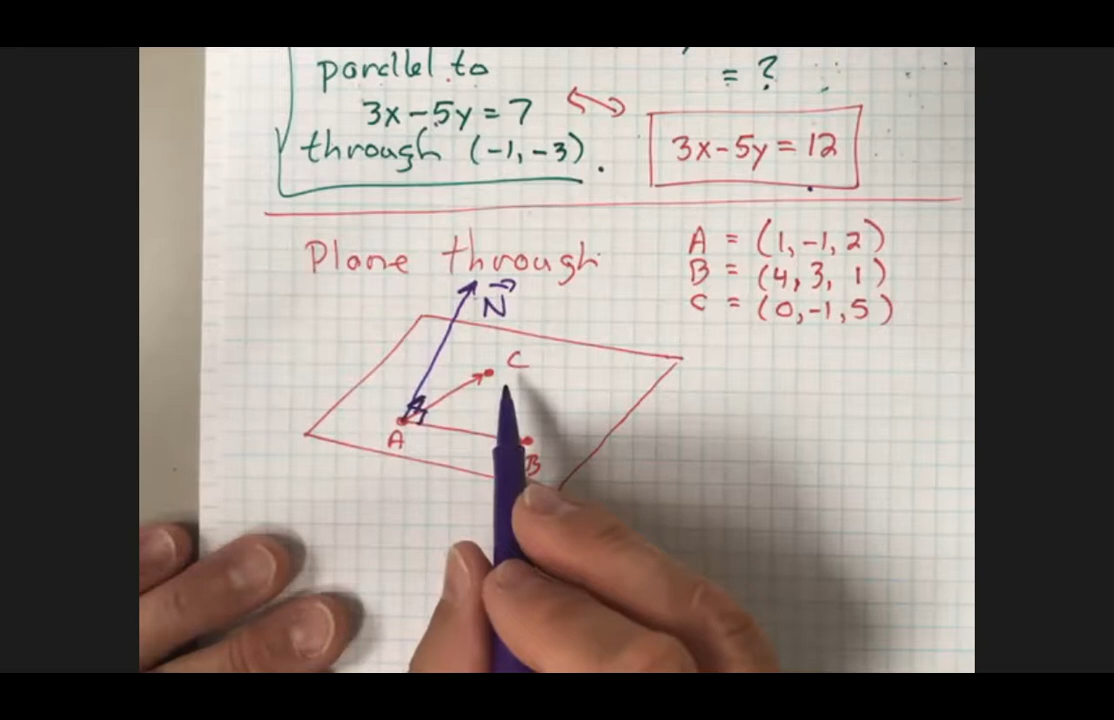 parallel to
= ?
3x-5y = 7
through (-1, -3).
3x-5y = 12
Plane through
A = (1, -1, 2)
B = (4, 3, 1)
C = (0, -1, 5)
N
C
A
B